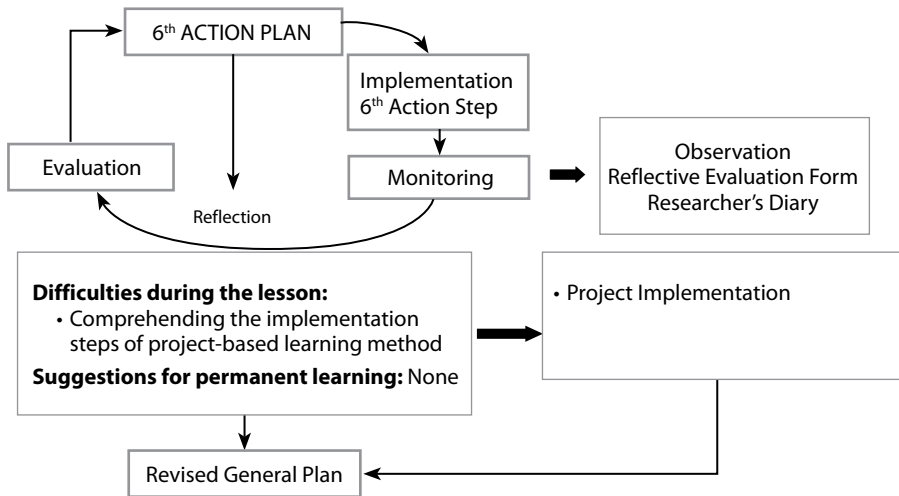 6th ACTION PLAN
Implementation
6th Action Step
Evaluation
Monitoring
Observation
Reflective Evaluation Form
Researcher's Diary
Reflection
Difficulties during the lesson:
• Comprehending the implementation
steps of project-based learning method
Suggestions for permanent learning: None
• Project Implementation
Revised General Plan